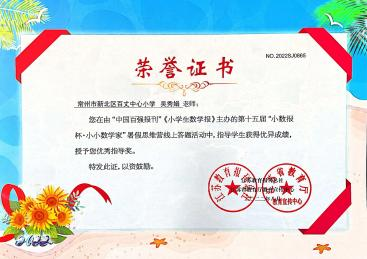 NO.2022SJ0865
荣誉证书
常州市新北区百丈中心小学 吴秀娟 老师：
您在由“中国百强报刊”《小学生数学报》主办的第十五届“小数报
杯·小小数学家”暑假思维营线上答题活动中，指导学生获得优异成绩，
授予您优秀指导奖。
特发此证，以资鼓励。
2022